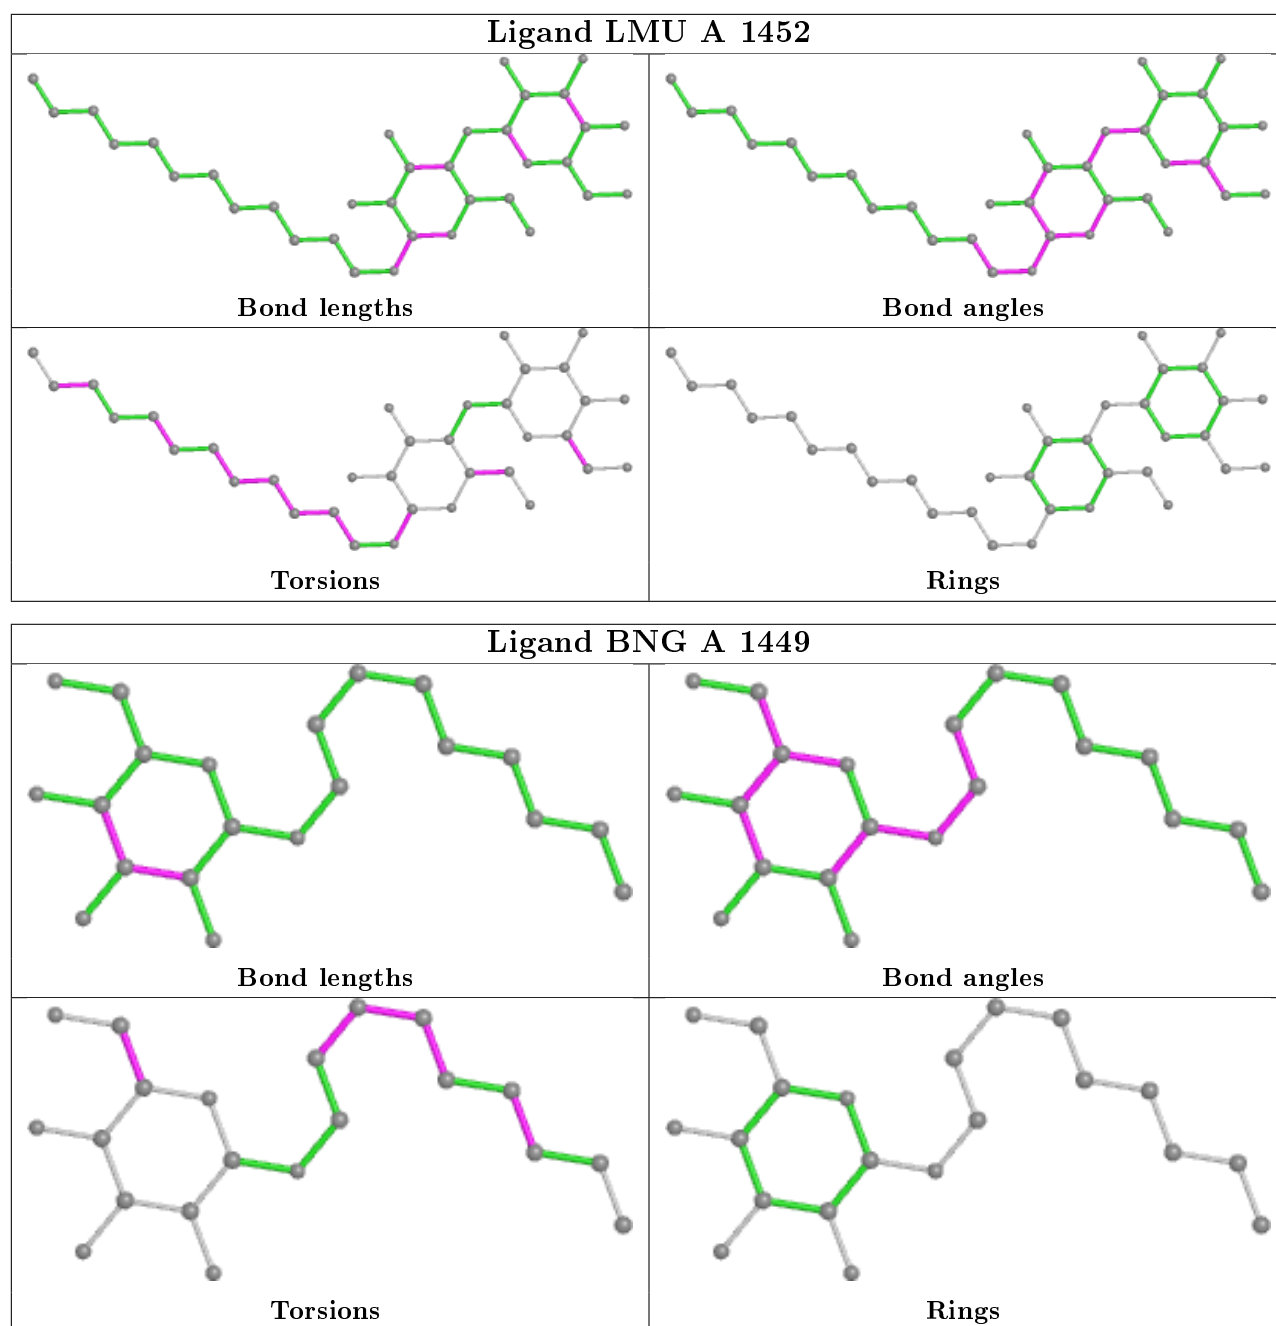 Ligand LMU A 1452
Bond lengths
Bond angles
Torsions
Rings
Ligand BNG A 1449
Bond lengths
Bond angles
Torsions
Rings